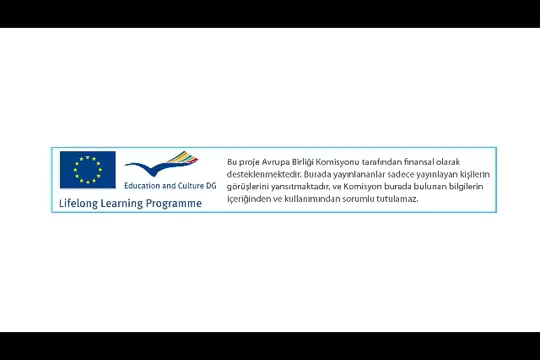 Education and Culture DG
Lifelong Learning Programme
Bu proje Avrupa Birliği Komisyonu tarafından finansal olarak
desteklenmektedir. Burada yayınlananlar sadece yayınlayan kişilerin
görüşlerini yansıtmaktadır, ve Komisyon burada bulunan bilgilerin
içeriğinden ve kullanımından sorumlu tutulamaz.